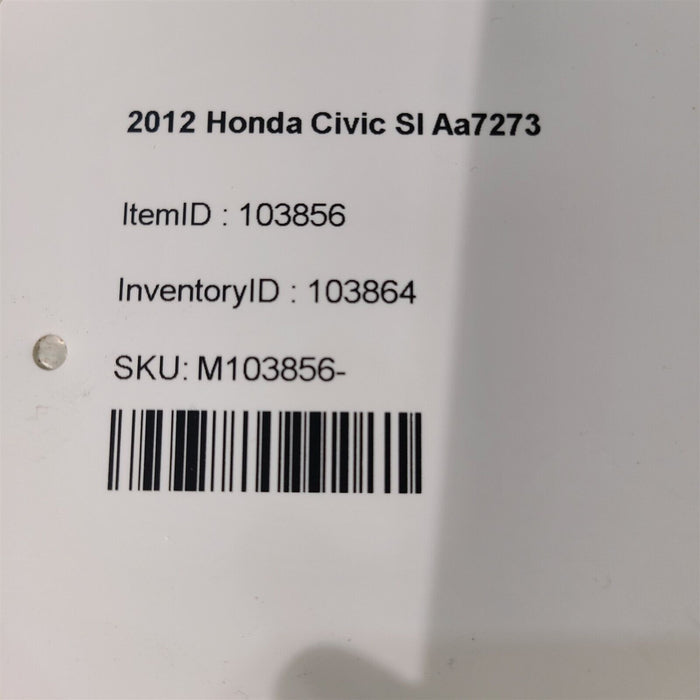 2012 Honda Civic SI Aa7273
ItemID : 103856
InventoryID : 103864
SKU: M103856-